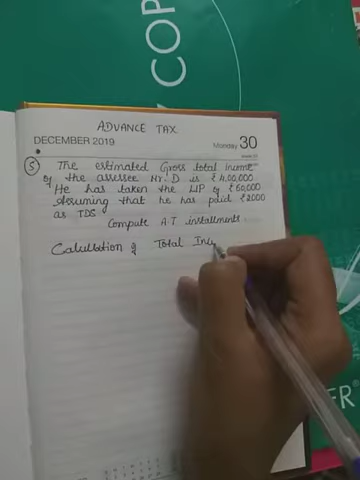 COPI
ADVANCE TAX
DECEMBER 2019
Monday 30
5 The estimated Gross total income
of the assessee Mr. D is ₹ 4,00,000
He has taken the LIP of ₹ 60,000
Assuming that he has paid ₹ 2000
as TDS
Compute A.T installments
Calculation of Total Inc